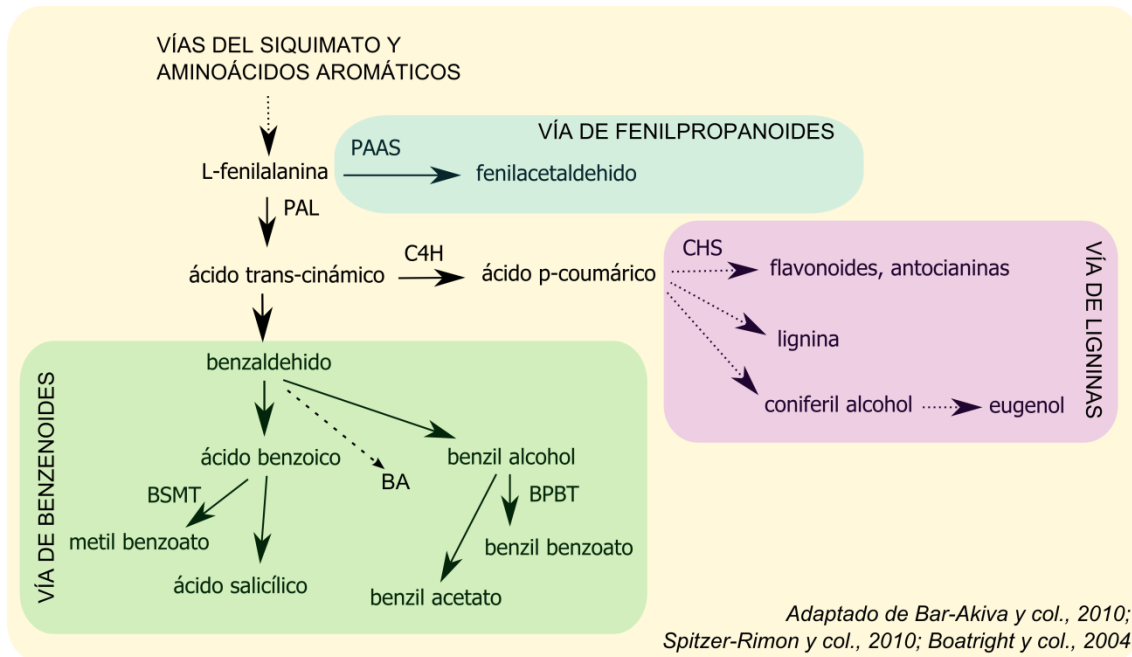 VÍAS DEL SIQUIMATO Y
AMINOÁCIDOS AROMÁTICOS
VÍA DE FENILPROPANOIDES
PAAS
L-fenilalanina
fenilacetaldehido
PAL
C4H
CHS
ácido trans-cinámico
ácido p-coumárico
flavonoides, antocianinas
lignina
coniferil alcohol
eugenol
VÍA DE LIGNINAS
VÍA DE BENZENOIDES
benzaldehido
ácido benzoico
benzil alcohol
BA
BSMT
BPBT
metil benzoato
benzil benzoato
ácido salicílico
benzil acetato
Adaptado de Bar-Akiva y col., 2010;
Spitzer-Rimon y col., 2010; Boatright y col., 2004